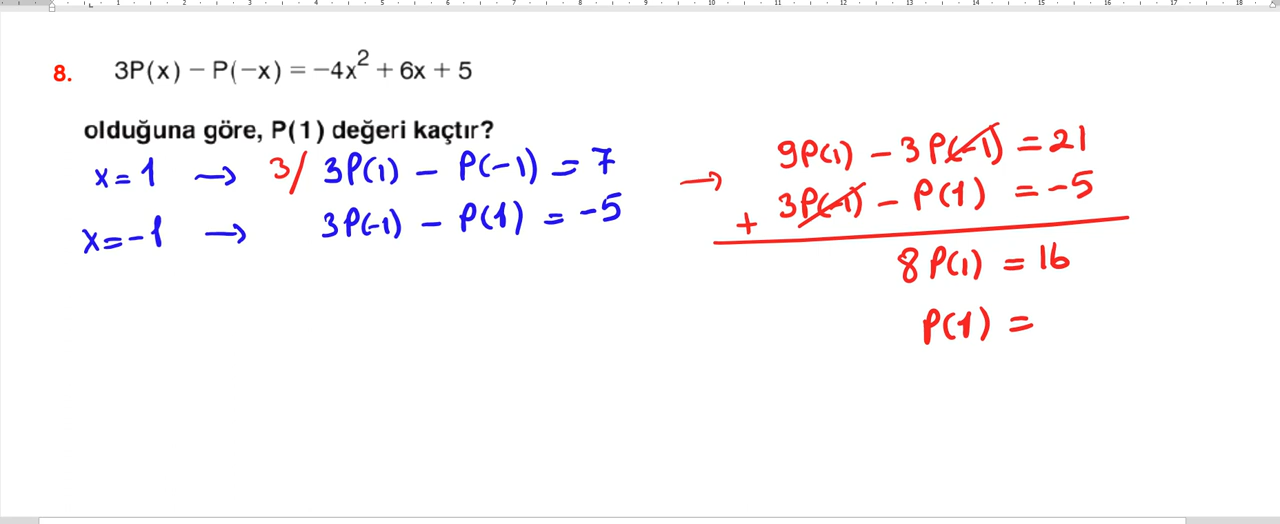 8. 3P(x) − P(−x) = −4x² + 6x + 5
olduğuna göre, P(1) değeri kaçtır?
x=1 → 3/ 3P(1) − P(−1) = 7
x=−1 → 3P(−1) − P(1) = −5
→ 9P(1) − 3P(−1) = 21
+ 3P(−1) − P(1) = −5
8P(1) = 16
P(1) =